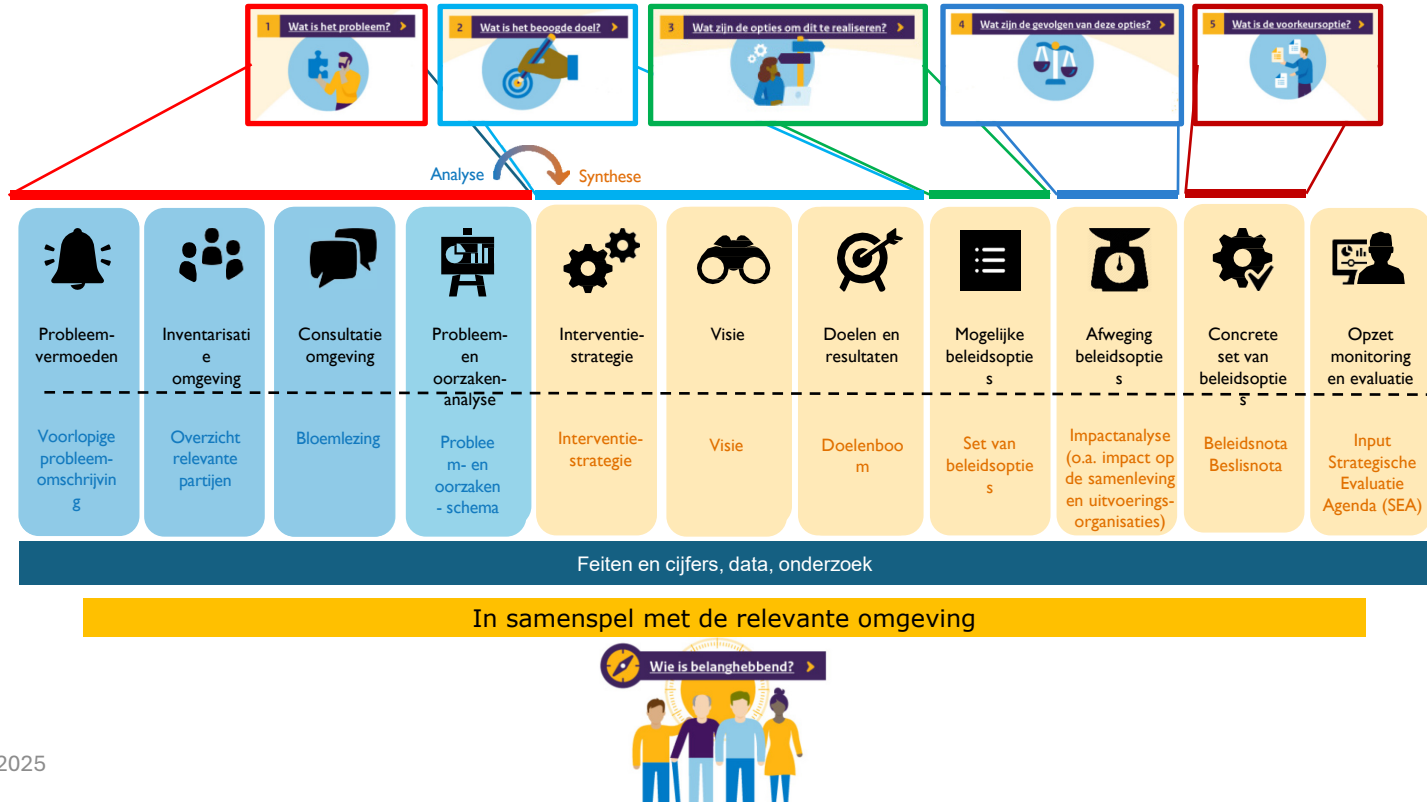 1 Wat is het probleem?
2 Wat is het beoogde doel?
3 Wat zijn de opties om dit te realiseren?
4 Wat zijn de gevolgen van deze opties?
5 Wat is de voorkeursoptie?
Analyse
Synthese
Probleem-
vermoeden
Inventarisati
e
omgeving
Consultatie
omgeving
Probleem-
en
oorzaken-
analyse
Interventie-
strategie
Visie
Doelen en
resultaten
Mogelijke
beleidsoptie
s
Afweging
beleidsoptie
s
Concrete
set van
beleidsoptie
s
Opzet
monitoring
en evaluatie
Voorlopige
probleem-
omschrijvin
g
Overzicht
relevante
partijen
Bloemlezing
Problee
m- en
oorzaken
- schema
Interventie-
strategie
Visie
Doelenboo
m
Set van
beleidsoptie
s
Impactanalyse
(o.a. impact op
de samenleving
en uitvoerings-
organisaties)
Beleidsnota
Beslisnota
Input
Strategische
Evaluatie
Agenda (SEA)
Feiten en cijfers, data, onderzoek
In samenspel met de relevante omgeving
Wie is belanghebbend?
2025